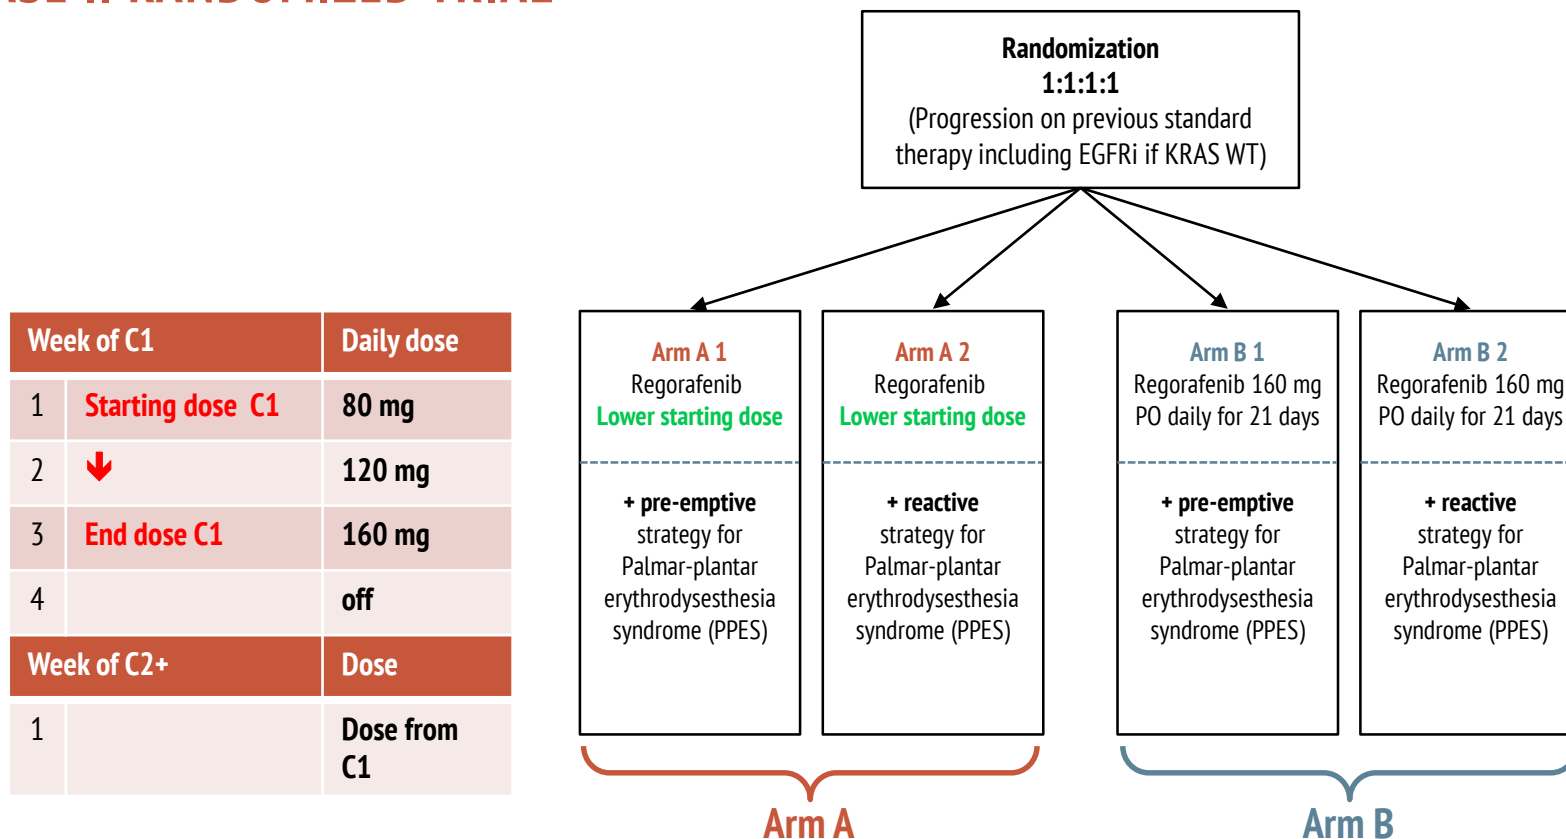 RANDOMIZED TRIAL
Randomization
1:1:1:1
(Progression on previous standard
therapy including EGFRi if KRAS WT)
Week of C1 Daily dose
1 Starting dose C1 80 mg
2 120 mg
3 End dose C1 160 mg
4 off
Week of C2+ Dose
1 Dose from
C1
Arm A 1
Regorafenib
Lower starting dose
+ pre-emptive
strategy for
Palmar-plantar
erythrodysesthesia
syndrome (PPES)
Arm A 2
Regorafenib
Lower starting dose
+ reactive
strategy for
Palmar-plantar
erythrodysesthesia
syndrome (PPES)
Arm B 1
Regorafenib 160 mg
PO daily for 21 days
+ pre-emptive
strategy for
Palmar-plantar
erythrodysesthesia
syndrome (PPES)
Arm B 2
Regorafenib 160 mg
PO daily for 21 days
+ reactive
strategy for
Palmar-plantar
erythrodysesthesia
syndrome (PPES)
Arm A
Arm B